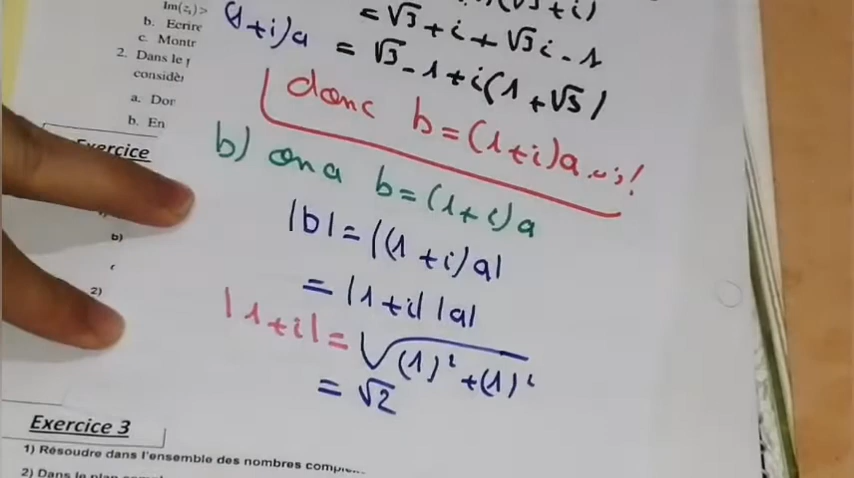 Im(z₁)>
b. Ecrire
c. Montr
2. Dans le
considèr
a. Dor
b. En
Exercice
b)
2)
(√3+i)
= √3+i+√3i-1
(1+i)a = √3-1+i(1+√3)
donc b=(1+i)a
b) on a b=(1+i)a
|b|=|(1+i)a|
=|1+i||a|
|1+i|=√(1)²+(1)²
=√2
Exercice 3
1) Résoudre dans l'ensemble des nombres
2) Dans le plan